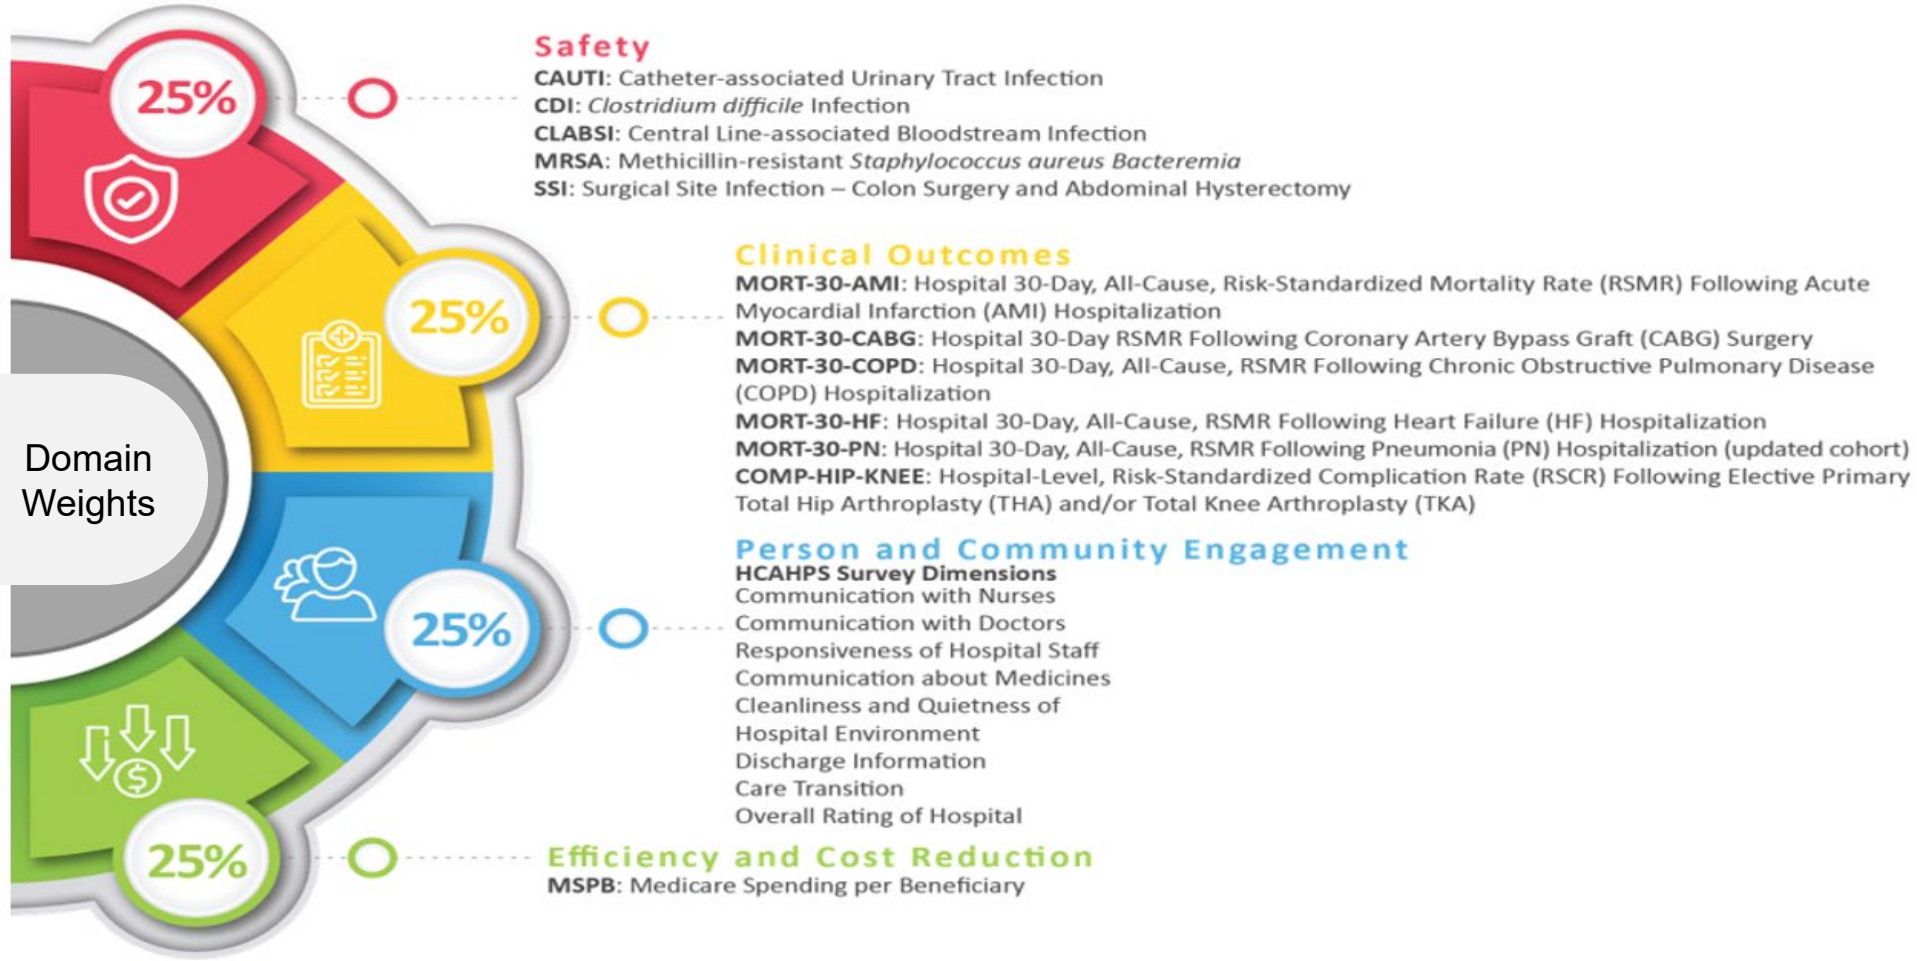 Domain
Weights
25%
Safety
CAUTI: Catheter-associated Urinary Tract Infection
CDI: Clostridium difficile Infection
CLABSI: Central Line-associated Bloodstream Infection
MRSA: Methicillin-resistant Staphylococcus aureus Bacteremia
SSI: Surgical Site Infection – Colon Surgery and Abdominal Hysterectomy
25%
Clinical Outcomes
MORT-30-AMI: Hospital 30-Day, All-Cause, Risk-Standardized Mortality Rate (RSMR) Following Acute
Myocardial Infarction (AMI) Hospitalization
MORT-30-CABG: Hospital 30-Day RSMR Following Coronary Artery Bypass Graft (CABG) Surgery
MORT-30-COPD: Hospital 30-Day, All-Cause, RSMR Following Chronic Obstructive Pulmonary Disease
(COPD) Hospitalization
MORT-30-HF: Hospital 30-Day, All-Cause, RSMR Following Heart Failure (HF) Hospitalization
MORT-30-PN: Hospital 30-Day, All-Cause, RSMR Following Pneumonia (PN) Hospitalization (updated cohort)
COMP-HIP-KNEE: Hospital-Level, Risk-Standardized Complication Rate (RSCR) Following Elective Primary
Total Hip Arthroplasty (THA) and/or Total Knee Arthroplasty (TKA)
25%
Person and Community Engagement
HCAHPS Survey Dimensions
Communication with Nurses
Communication with Doctors
Responsiveness of Hospital Staff
Communication about Medicines
Cleanliness and Quietness of
Hospital Environment
Discharge Information
Care Transition
Overall Rating of Hospital
25%
Efficiency and Cost Reduction
MSPB: Medicare Spending per Beneficiary
$